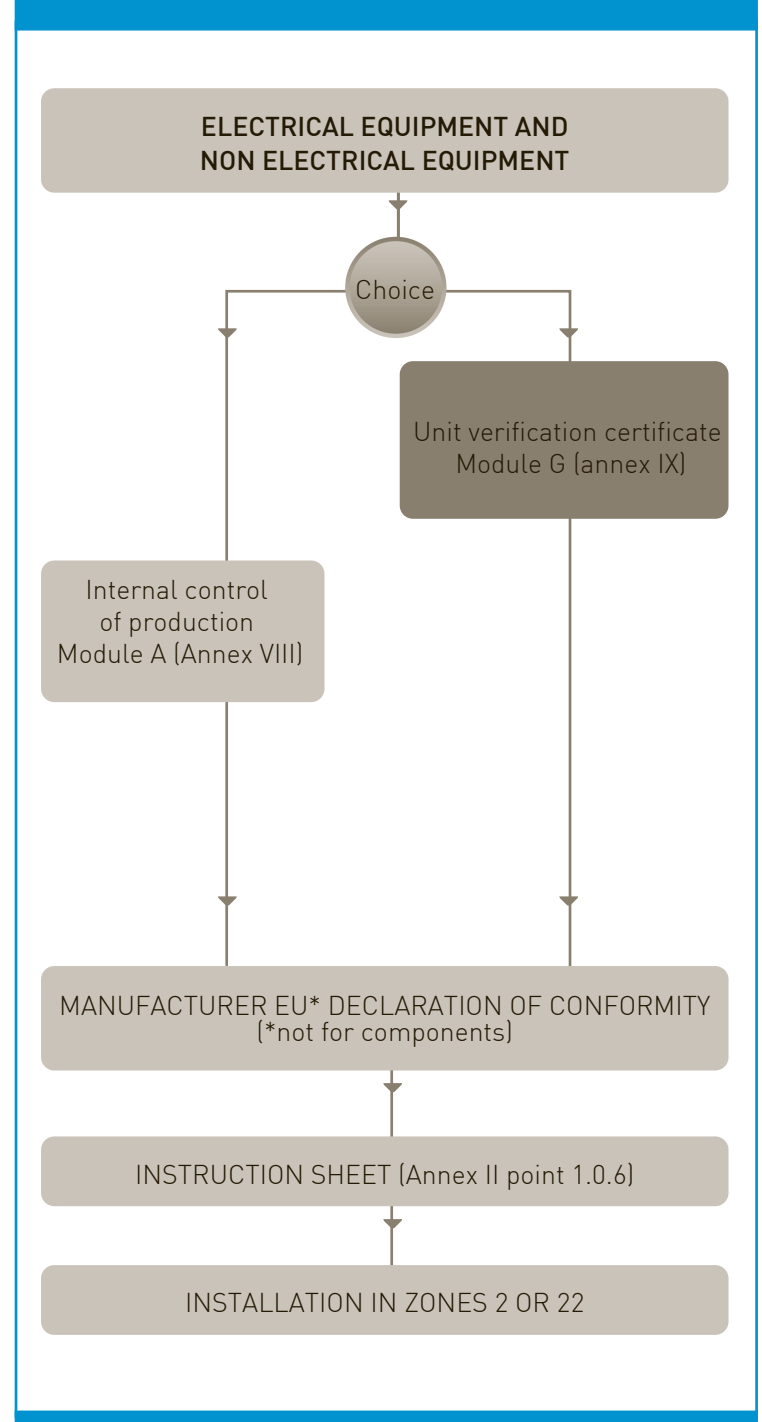 ELECTRICAL EQUIPMENT AND
NON ELECTRICAL EQUIPMENT
Choice
Unit verification certificate
Module G (annex IX)
Internal control
of production
Module A (Annex VIII)
MANUFACTURER EU* DECLARATION OF CONFORMITY
(*not for components)
INSTRUCTION SHEET (Annex II point 1.0.6)
INSTALLATION IN ZONES 2 OR 22